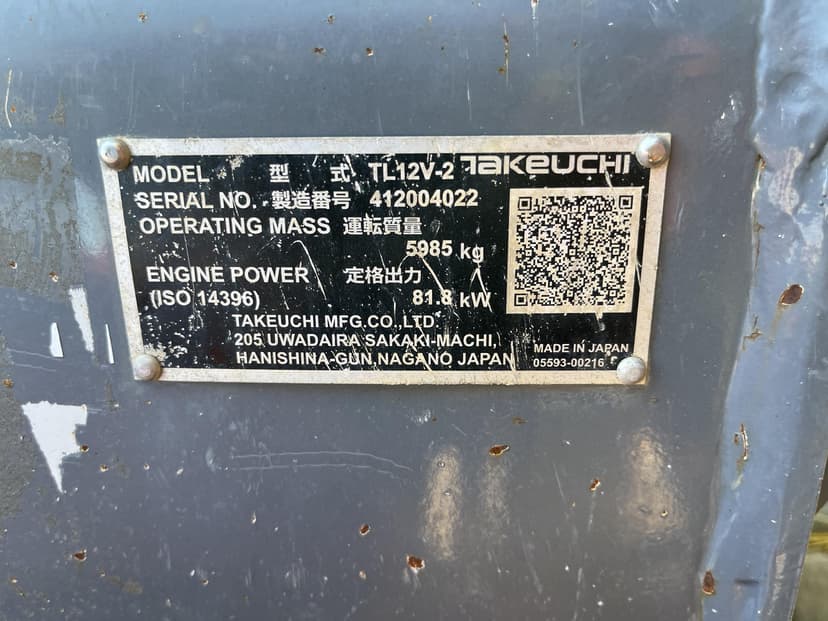 MODEL 型 式 TL12V-2 TAKEUCHI
SERIAL NO. 製造番号 412004022
OPERATING MASS 運転質量
5985 kg
ENGINE POWER 定格出力
(ISO 14396) 81.8 kW
TAKEUCHI MFG.CO.,LTD.
205 UWADAIRA SAKAKI-MACHI,
HANISHINA-GUN,NAGANO JAPAN
MADE IN JAPAN
05593-00216